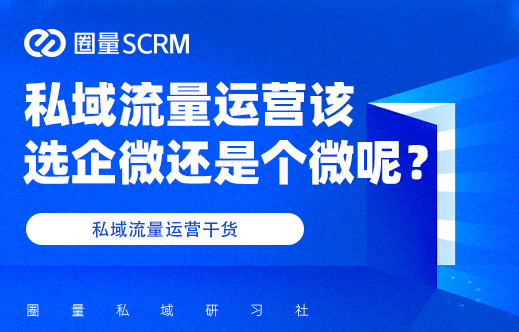 圈量SCRM
私域流量运营该
选企微还是个微呢？
私域流量运营干货
圈量私域研习社